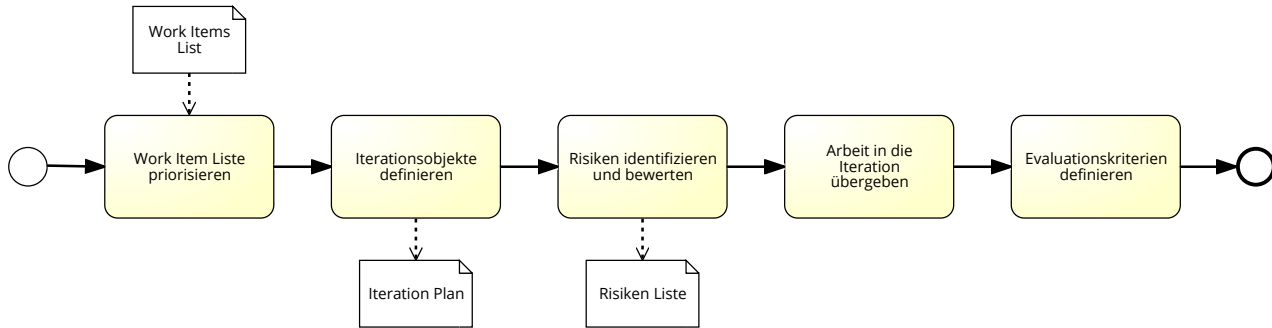 Work Items
List
Work Item Liste
priorisieren
Iterationsobjekte
definieren
Risiken identifizieren
und bewerten
Arbeit in die
Iteration
übergeben
Evaluationskriterien
definieren
Iteration Plan
Risiken Liste